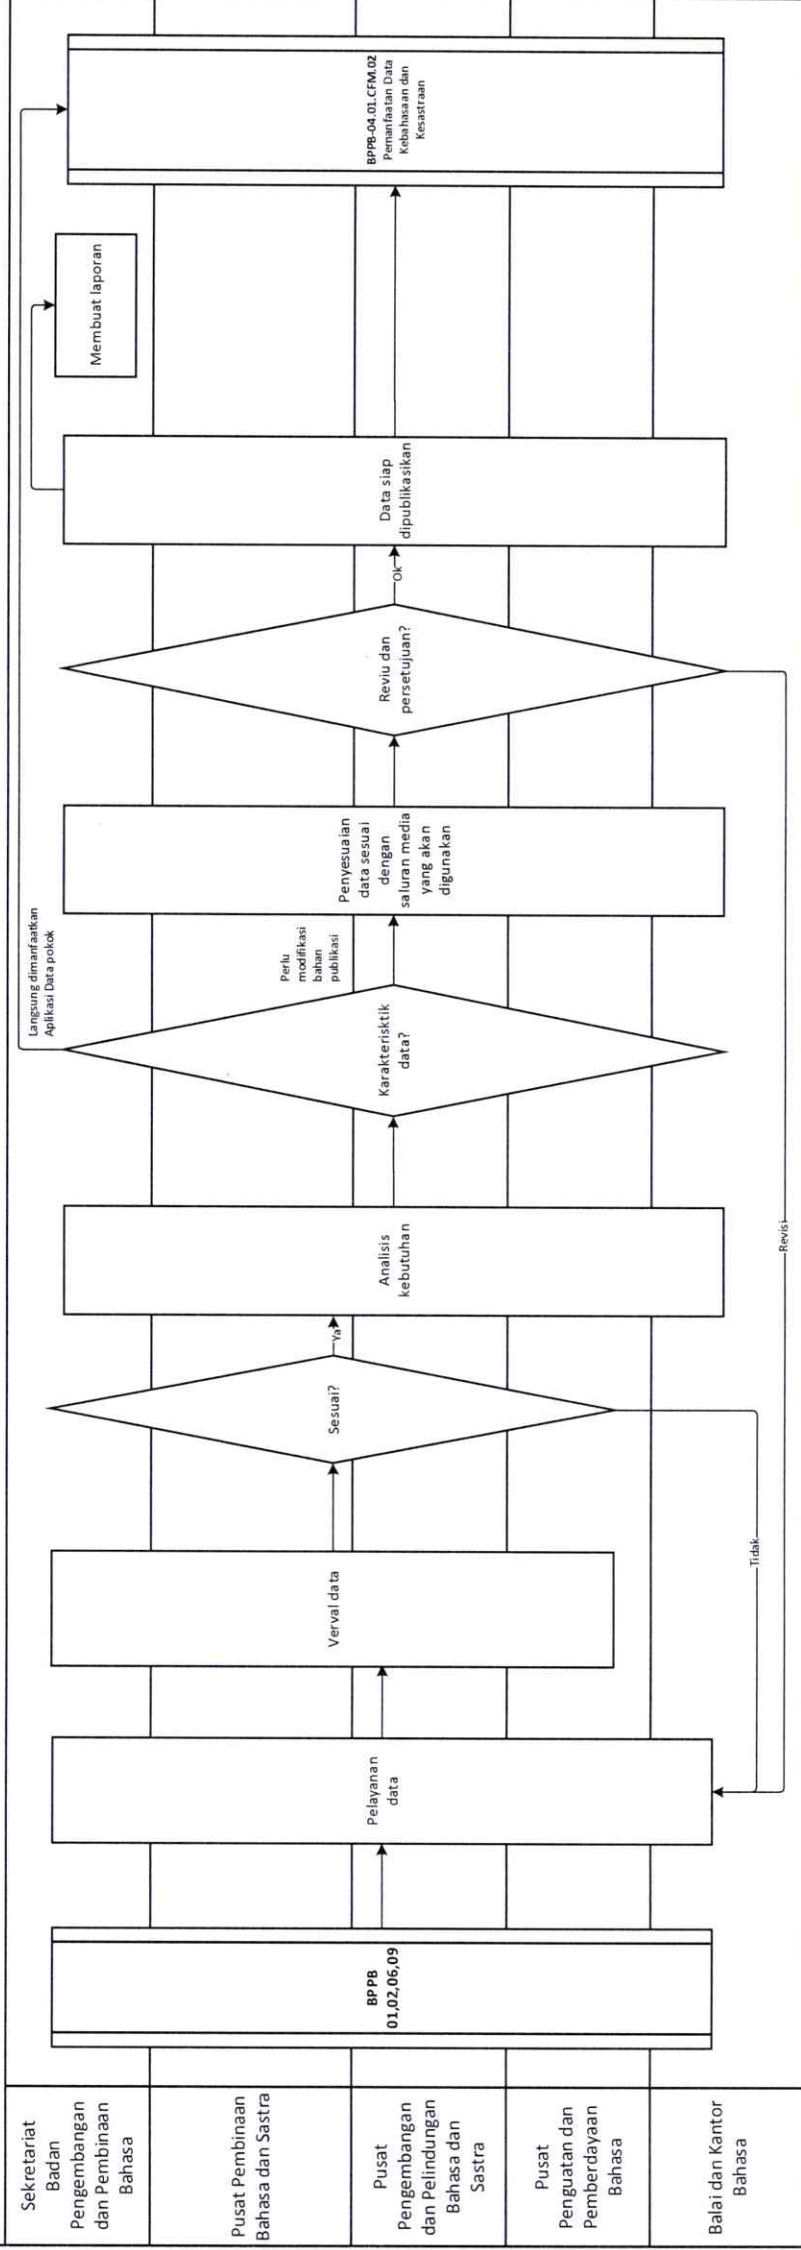 Sekretariat
Badan
Pengembangan
dan Pembinaan
Bahasa
Pusat Pembinaan
Bahasa dan Sastra
Pusat
Pengembangan
dan Pelindungan
Bahasa dan
Sastra
Pusat
Penguatan dan
Pemberdayaan
Bahasa
Balai dan Kantor
Bahasa
BPPB
01,02,06,09
Pelayanan
data
Verval data
Sesuai?
Ya
Tidak
Analisis
kebutuhan
Karakterisktik
data?
Langsung dimanfaatkan
Aplikasi Data pokok
Perlu
modifikasi
bahan
publikasi
Penyesuaian
data sesuai
dengan
saluran media
yang akan
digunakan
Reviu dan
persetujuan?
Ok
Revisi
Data siap
dipublikasikan
Membuat laporan
BPPB-04.01.CFM.02
Pemanfaatan Data
Kebahasaan dan
Kesastraan